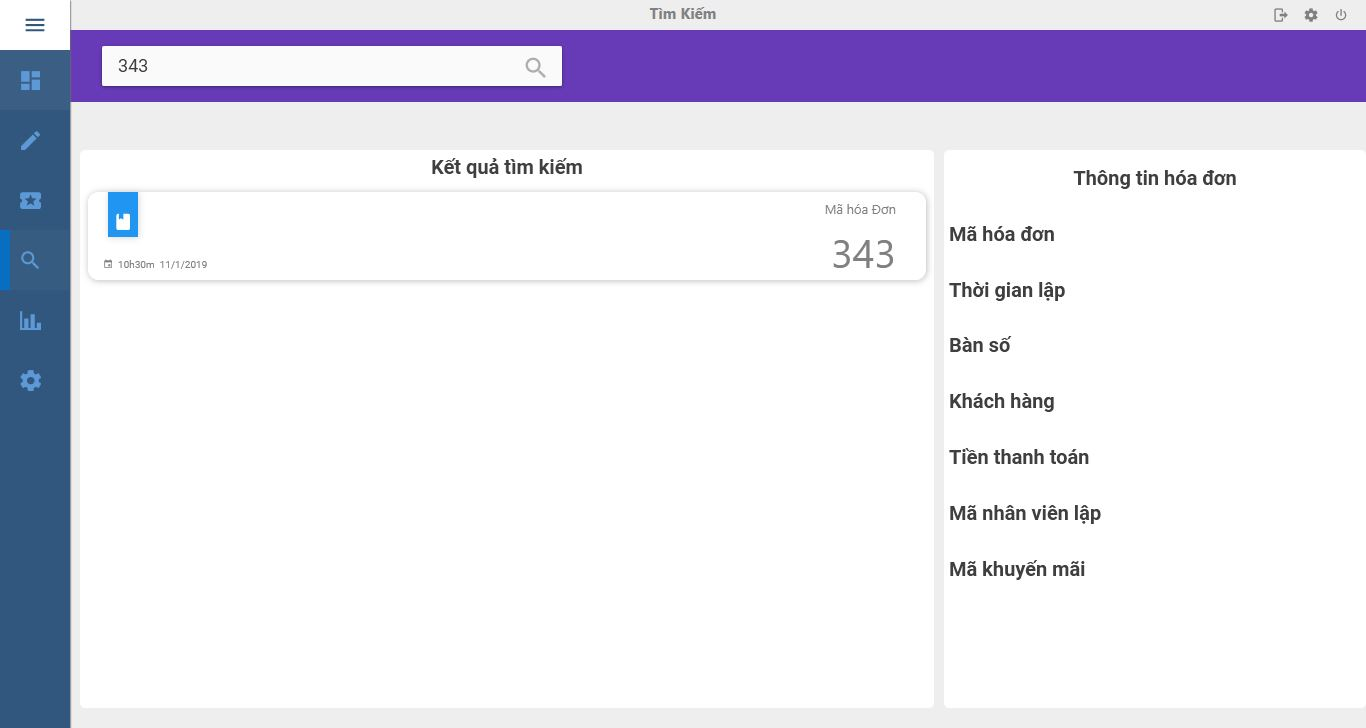 Tìm Kiếm
343
Kết quả tìm kiếm
Mã hóa Đơn
343
10h30m 11/1/2019
Thông tin hóa đơn
Mã hóa đơn
Thời gian lập
Bàn số
Khách hàng
Tiền thanh toán
Mã nhân viên lập
Mã khuyến mãi